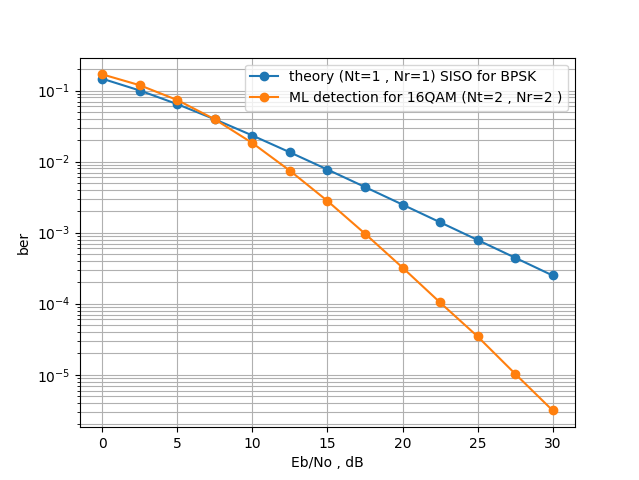 theory (Nt=1 , Nr=1) SISO for BPSK
ML detection for 16QAM (Nt=2 , Nr=2 )
10⁻¹
10⁻²
10⁻³
10⁻⁴
10⁻⁵
ber
0 5 10 15 20 25 30
Eb/No , dB